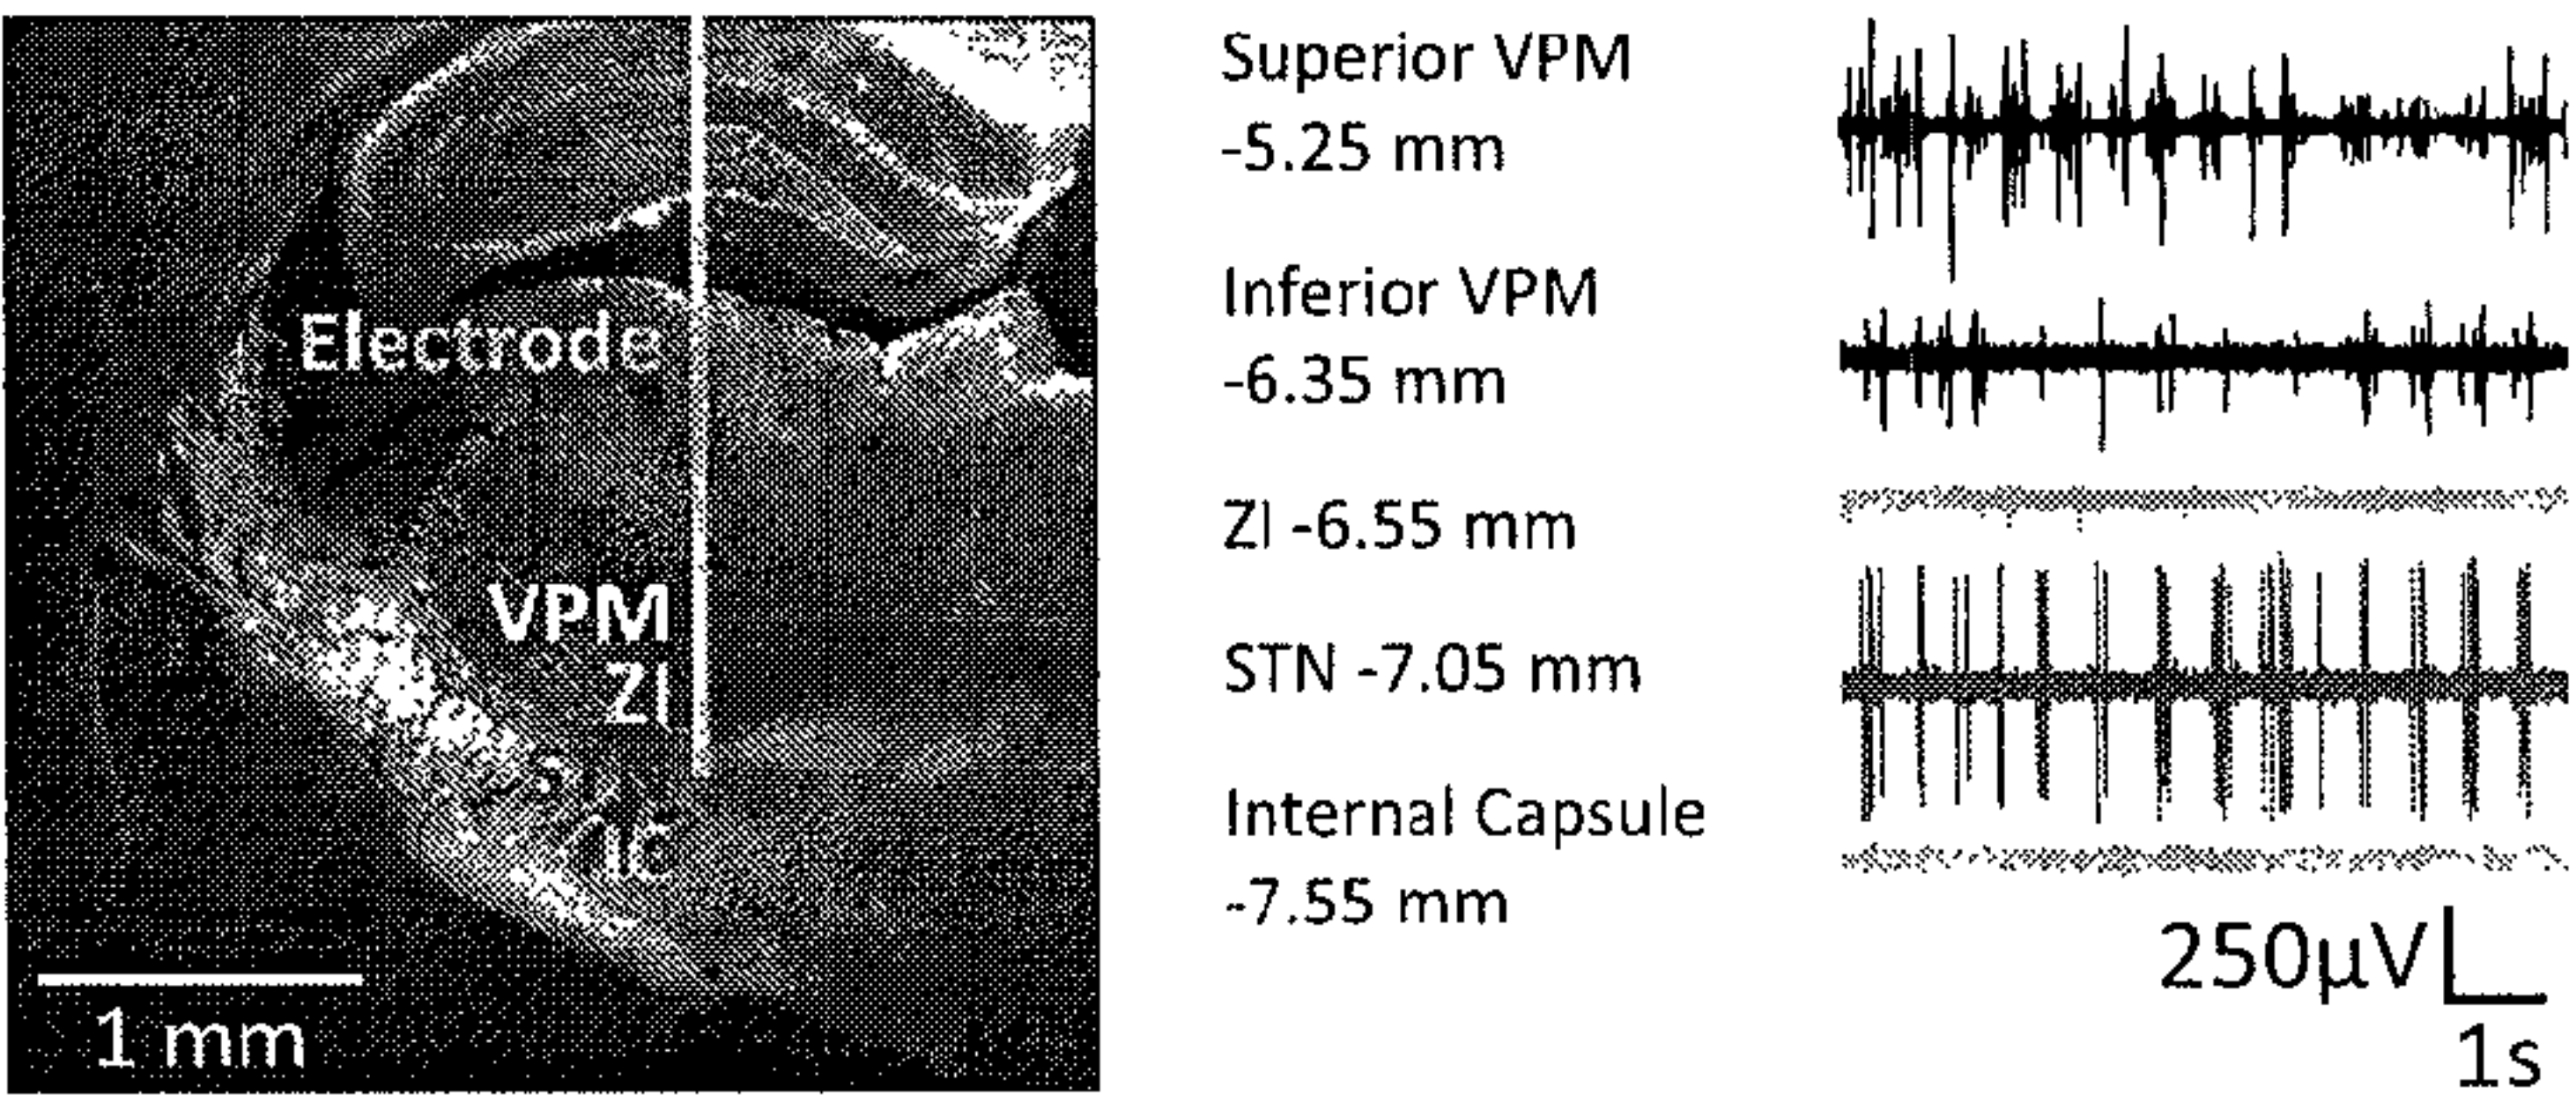 Electrode
VPM
ZI
IC
1 mm
Superior VPM
-5.25 mm
Inferior VPM
-6.35 mm
ZI -6.55 mm
STN -7.05 mm
Internal Capsule
-7.55 mm
250µV
1s